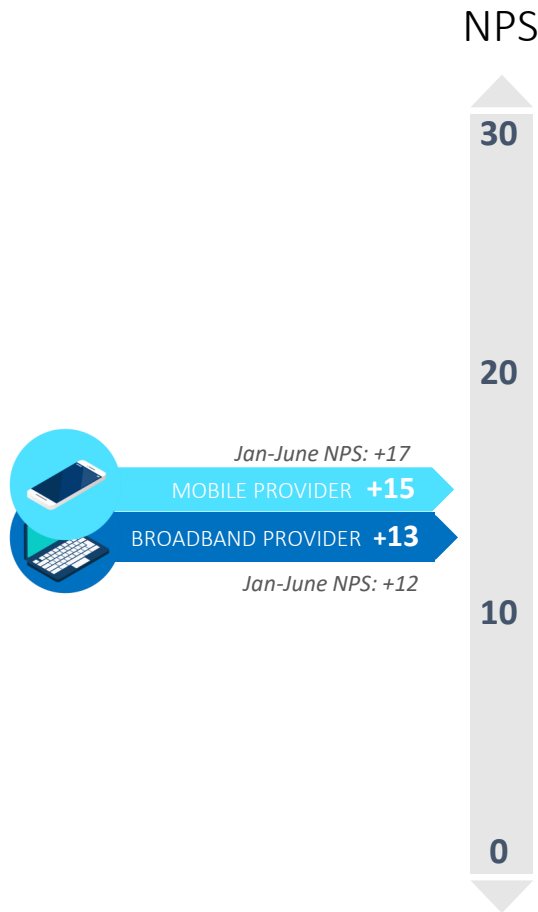 NPS
30
20
Jan-June NPS: +17
MOBILE PROVIDER +15
BROADBAND PROVIDER +13
Jan-June NPS: +12
10
0